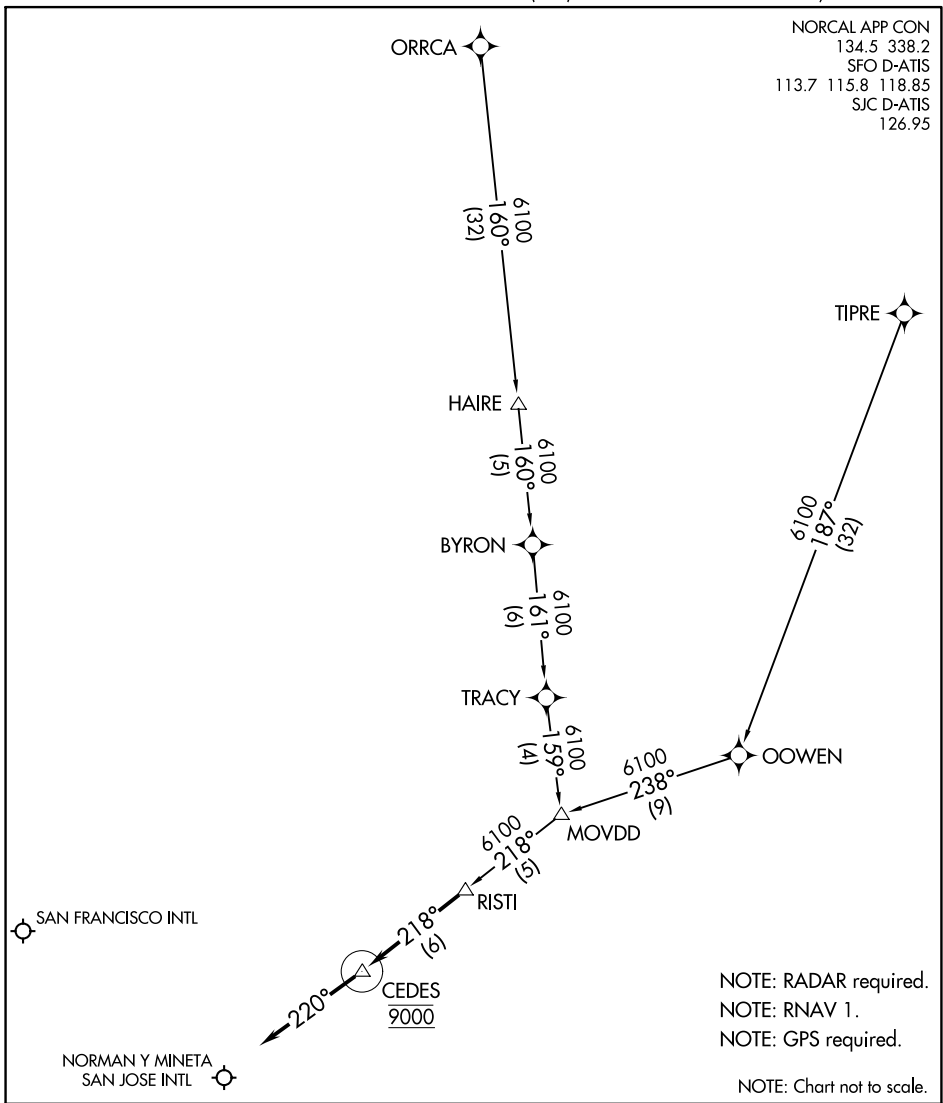 NORCAL APP CON
134.5 338.2
SFO D-ATIS
113.7 115.8 118.85
SJC D-ATIS
126.95
ORRCA
6100
160°
(32)
TIPRE
HAIRE
6100
160°
(5)
6100
187°
(32)
BYRON
6100
161°
(6)
TRACY
6100
159°
(4)
OOWEN
6100
238°
(9)
MOVDD
6100
218°
(5)
RISTI
SAN FRANCISCO INTL
218°
(6)
CEDES
9000
220°
NORMAN Y MINETA
SAN JOSE INTL
NOTE: RADAR required.
NOTE: RNAV 1.
NOTE: GPS required.
NOTE: Chart not to scale.